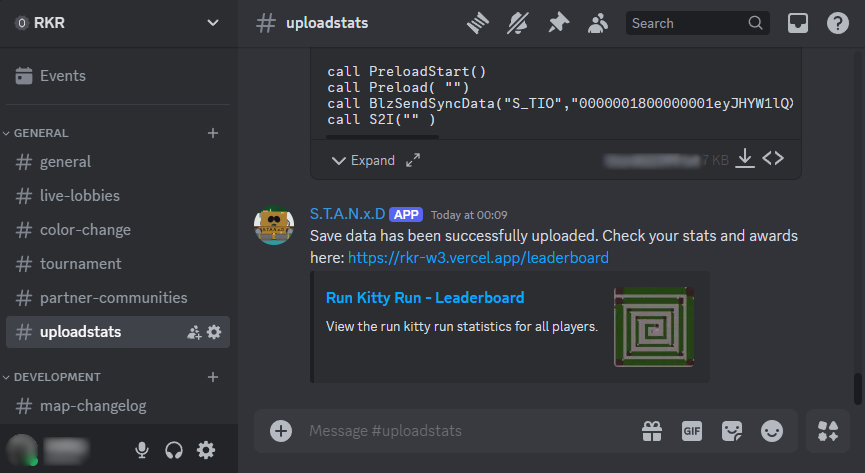 RKR
uploadstats
Search
Events
GENERAL
general
live-lobbies
color-change
tournament
partner-communities
uploadstats
DEVELOPMENT
map-changelog
call PreloadStart()
call Preload( "")
call BlzSendSyncData("S_TIO","0000001800000001eyJHYW1lQX
call S2I("" )
Expand
7 KB
S.T.A.N.x.D APP Today at 00:09
Save data has been successfully uploaded. Check your stats and awards
here: https://rkr-w3.vercel.app/leaderboard
Run Kitty Run - Leaderboard
View the run kitty run statistics for all players.
Message #uploadstats
GIF